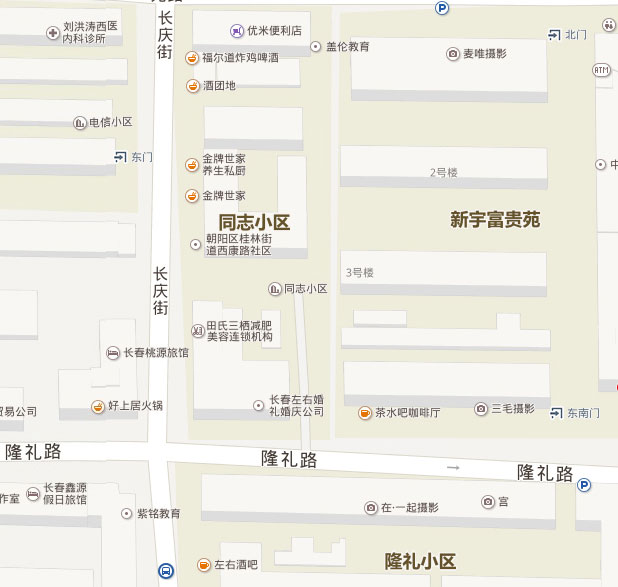 长庆街
刘洪涛西医
内科诊所
优米便利店
盖伦教育
北门
麦唯摄影
福尔道炸鸡啤酒
酒团地
ATM
电信小区
东门
金牌世家
养生私厨
2号楼
中
金牌世家
同志小区
新宇富贵苑
朝阳区桂林街
道西康路社区
3号楼
长庆街
同志小区
田氏三栖减肥
美容连锁机构
长春桃源旅馆
长春左右婚
礼婚庆公司
好上居火锅
贸易公司
茶水吧咖啡厅
三毛摄影
东南门
隆礼路
隆礼路
隆礼路
长春鑫源
假日旅馆
作室
紫铭教育
在·一起摄影
宫
左右酒吧
隆礼小区
P
P